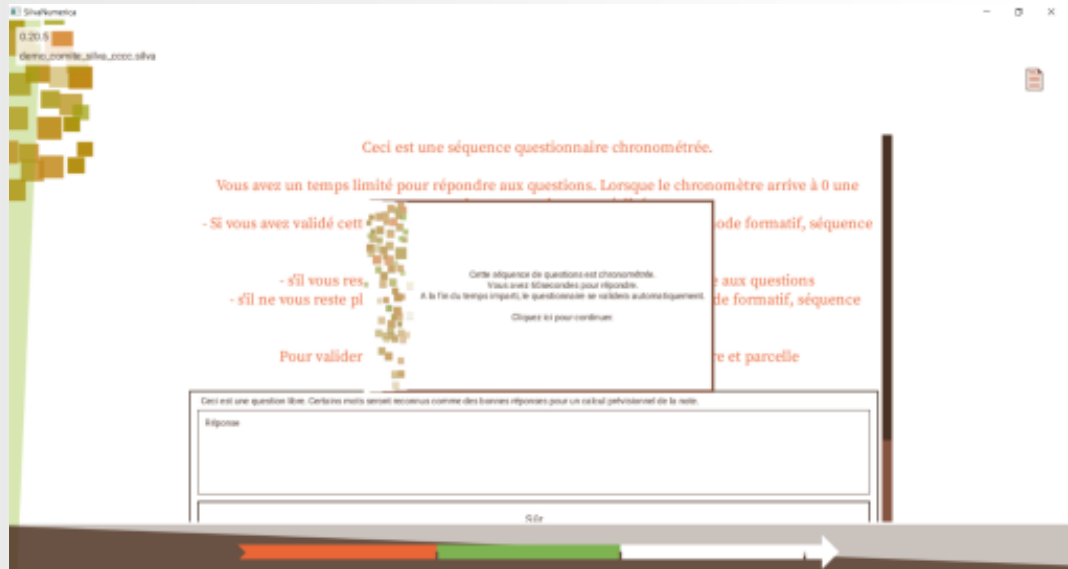 SilvaNumerica
0.20.5
demo_comite_silva_cccc.silva
Ceci est une séquence questionnaire chronométrée.
Vous avez un temps limité pour répondre aux questions. Lorsque le chronomètre arrive à 0 une
- Si vous avez validé cett
ode formatif, séquence
- s'il vous res
e aux questions
- s'il ne vous reste pl
de formatif, séquence
Pour valider
re et parcelle
Cette séquence de questions est chronométrée.
Vous avez 60secondes pour répondre.
A la fin du temps imparti, le questionnaire se validera automatiquement.
Cliquez ici pour continuer.
Ceci est une question libre. Certains mots seront reconnus comme des bonnes réponses pour un calcul prévisionnel de la note.
Réponse
Sûr